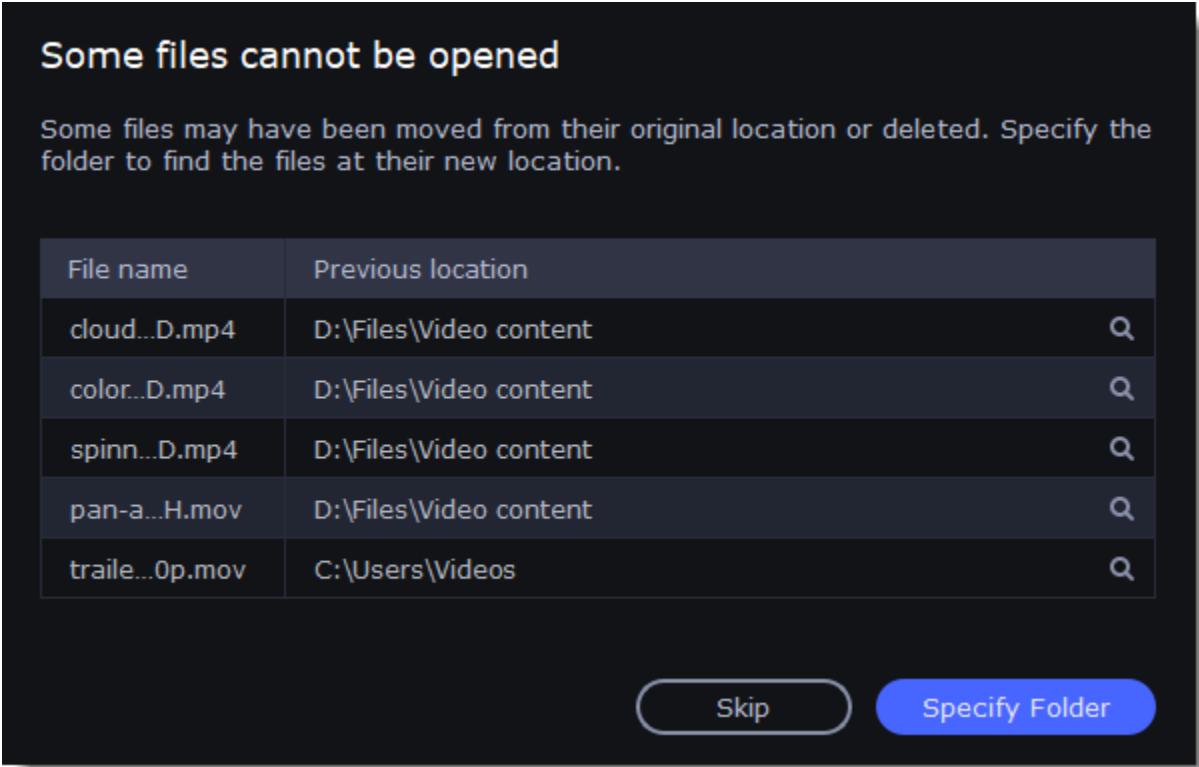 Some files cannot be opened
Some files may have been moved from their original location or deleted. Specify the
folder to find the files at their new location.
File name Previous location
cloud...D.mp4 D:\Files\Video content
color...D.mp4 D:\Files\Video content
spinn...D.mp4 D:\Files\Video content
pan-a...H.mov D:\Files\Video content
traile...0p.mov C:\Users\Videos
Skip Specify Folder